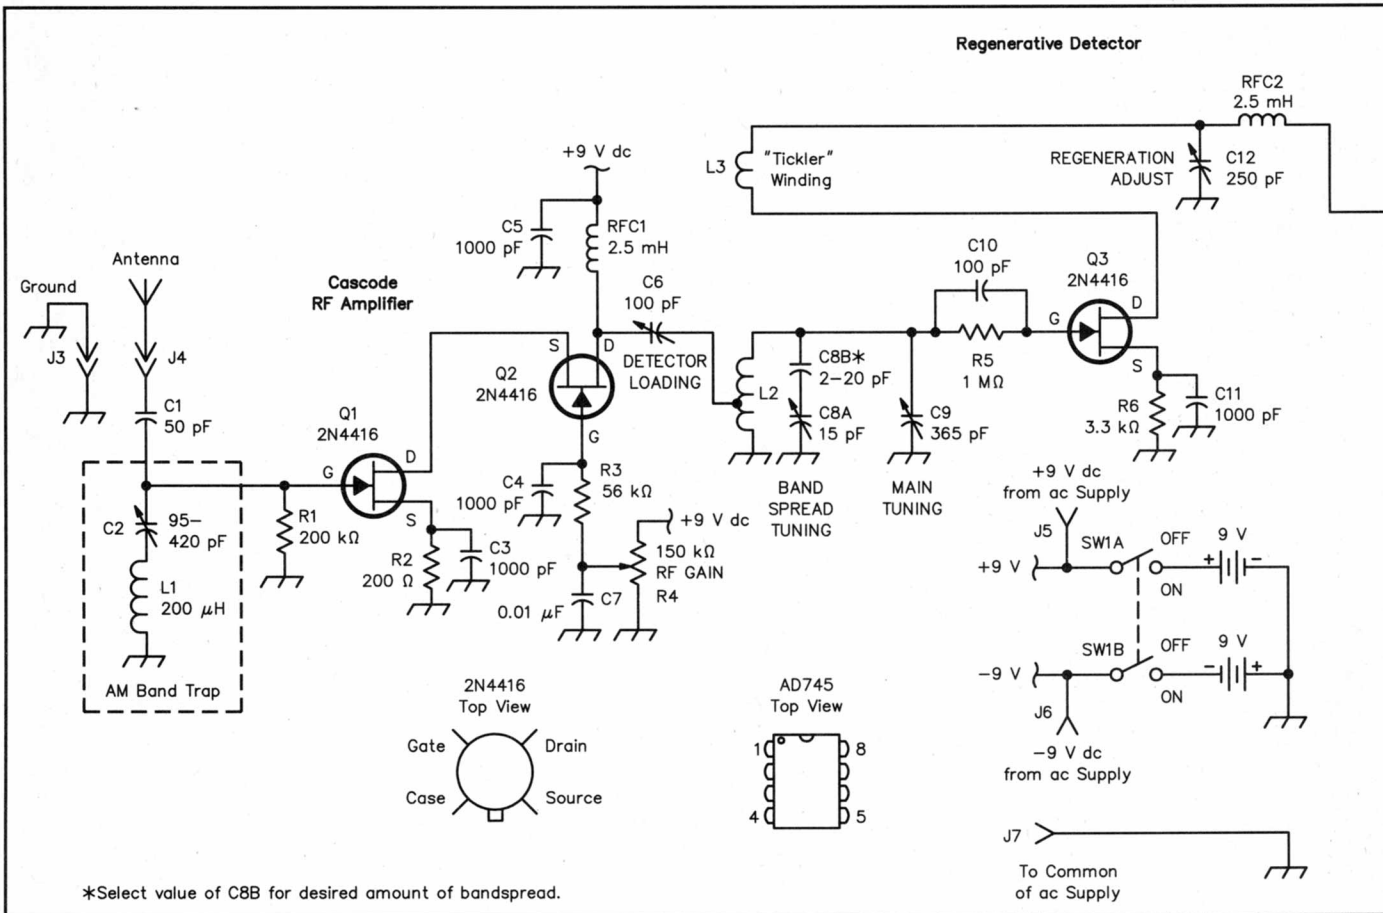 Regenerative Detector
RFC2
2.5 mH
L3
"Tickler"
Winding
REGENERATION
ADJUST
C12
250 pF
+9 V dc
C5
1000 pF
RFC1
2.5 mH
Antenna
Ground
J3
J4
C1
50 pF
Cascode
RF Amplifier
C6
100 pF
DETECTOR
LOADING
S
D
Q2
2N4416
G
C10
100 pF
R5
1 MΩ
Q3
2N4416
G
D
S
L2
C8B*
2–20 pF
C8A
15 pF
BAND
SPREAD
TUNING
C9
365 pF
MAIN
TUNING
R6
3.3 kΩ
C11
1000 pF
Q1
2N4416
G
D
S
C2
95–
420 pF
L1
200 μH
AM Band Trap
R1
200 kΩ
R2
200 Ω
C3
1000 pF
C4
1000 pF
R3
56 kΩ
+9 V dc
150 kΩ
RF GAIN
R4
0.01 μF
C7
+9 V dc
from ac Supply
J5
+9 V
SW1A
OFF
ON
9 V
+
−
−9 V
SW1B
OFF
ON
9 V
−
+
J6
−9 V dc
from ac Supply
J7
To Common
of ac Supply
2N4416
Top View
Gate
Drain
Case
Source
AD745
Top View
1
8
4
5
*Select value of C8B for desired amount of bandspread.